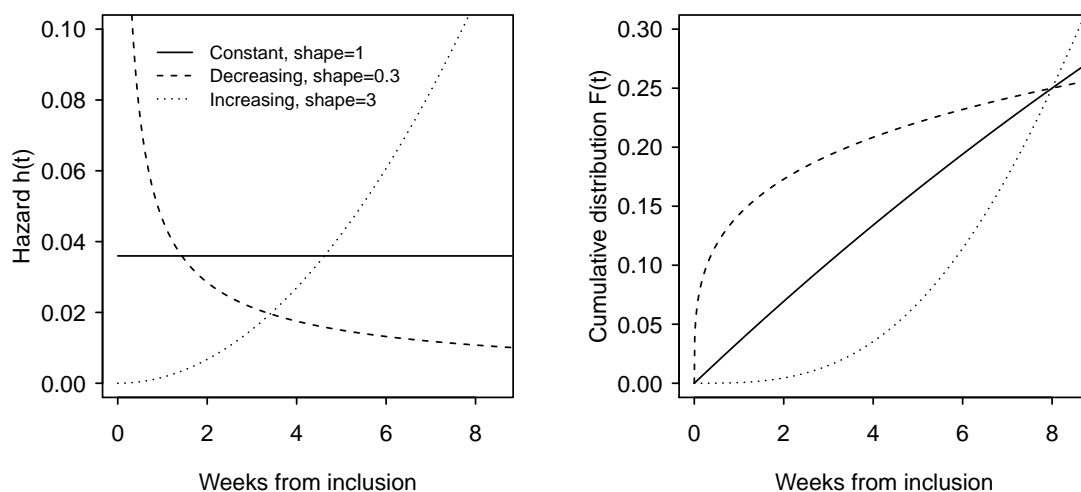 Hazard h(t)
0.10
0.08
0.06
0.04
0.02
0.00
Constant, shape=1
Decreasing, shape=0.3
Increasing, shape=3
0 2 4 6 8
Weeks from inclusion
Cumulative distribution F(t)
0.30
0.25
0.20
0.15
0.10
0.05
0.00
0 2 4 6 8
Weeks from inclusion